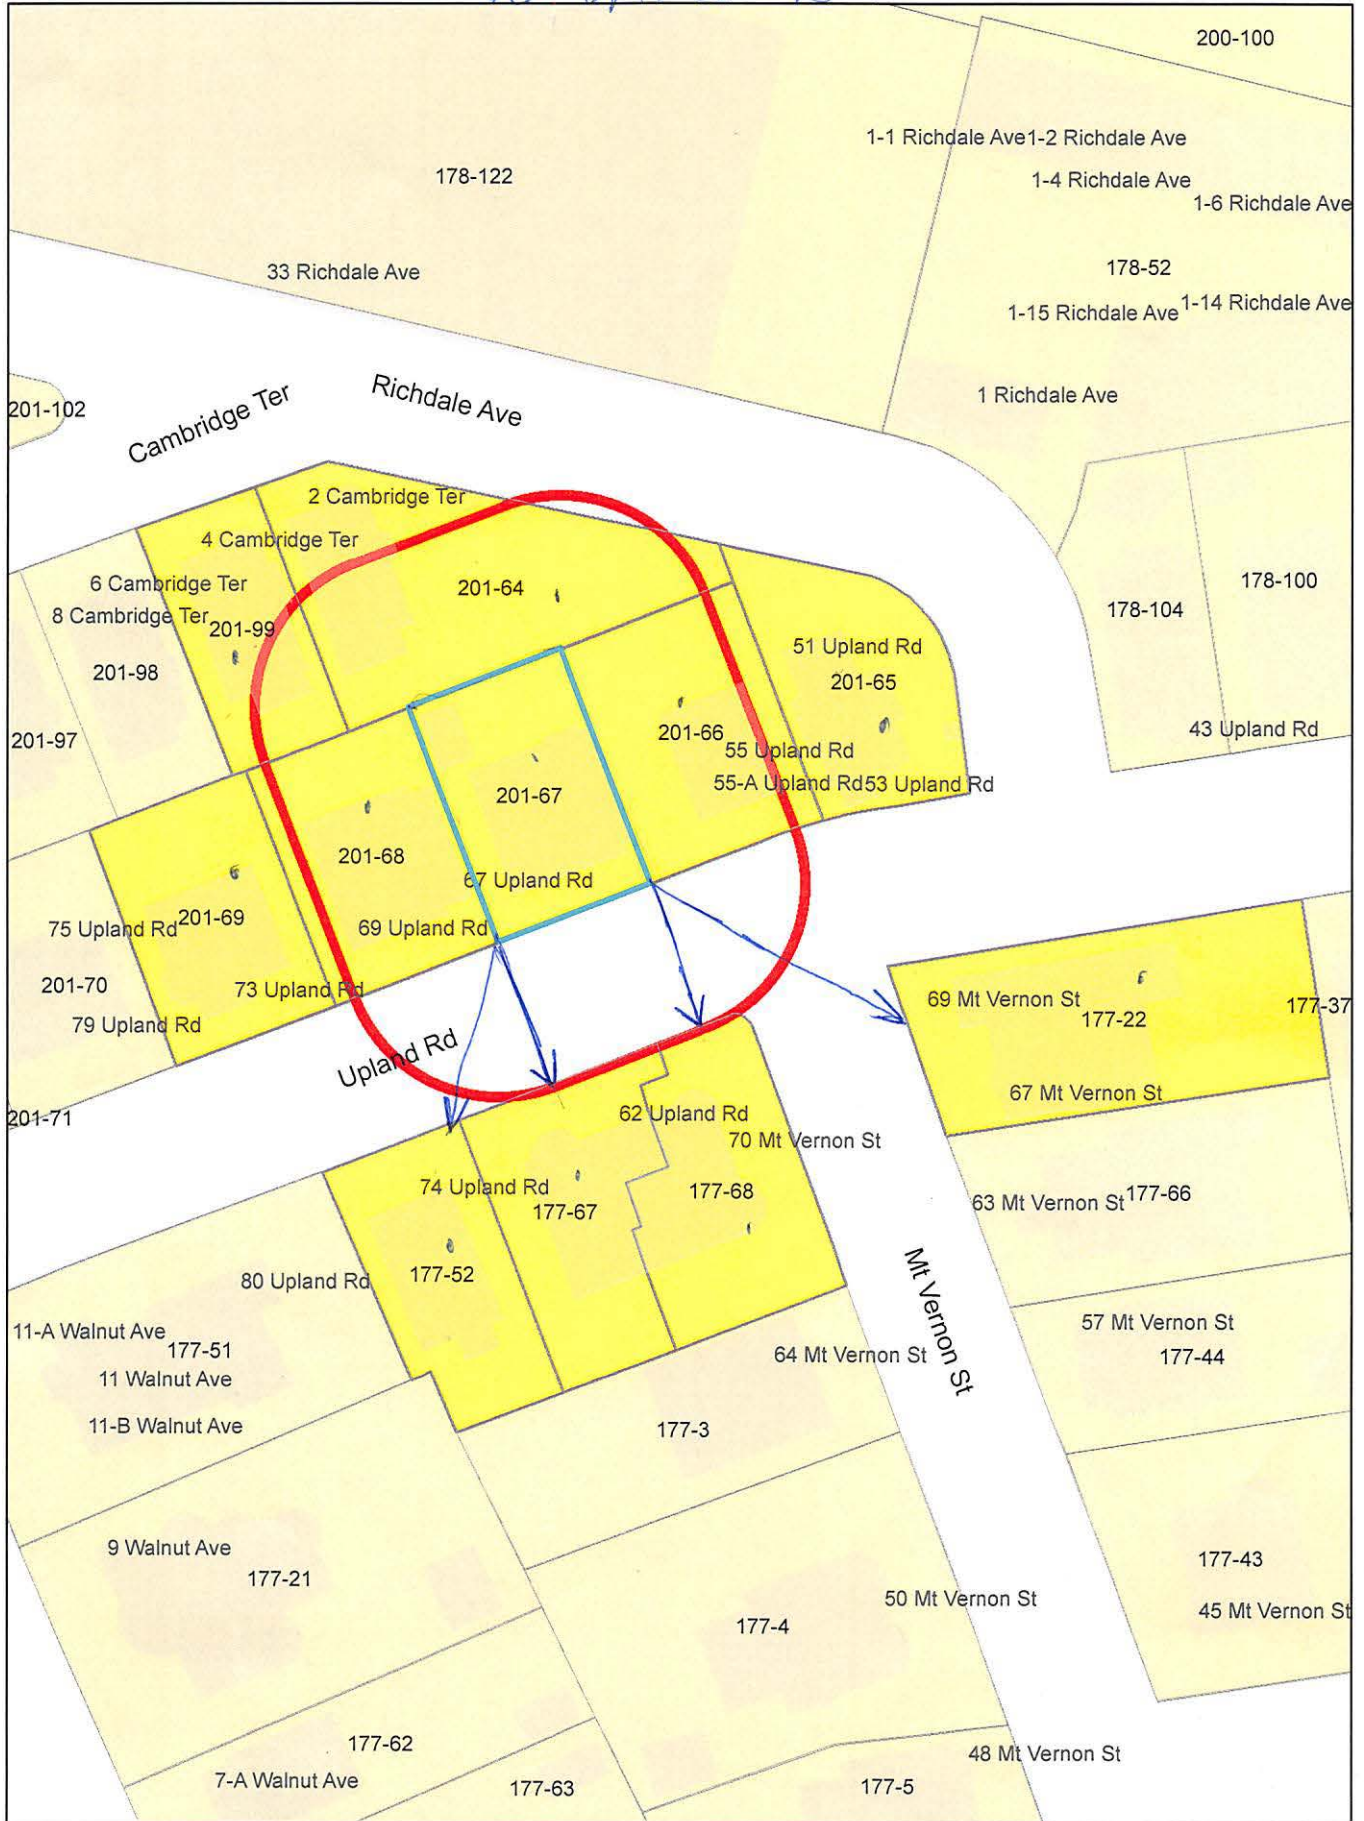 200-100
1-1 Richdale Ave 1-2 Richdale Ave
178-122
1-4 Richdale Ave
1-6 Richdale Ave
33 Richdale Ave
178-52
1-15 Richdale Ave 1-14 Richdale Ave
201-102
Cambridge Ter
Richdale Ave
1 Richdale Ave
2 Cambridge Ter
4 Cambridge Ter
6 Cambridge Ter
201-64
178-100
8 Cambridge Ter
201-99
178-104
201-98
51 Upland Rd
201-65
201-97
201-66
43 Upland Rd
55 Upland Rd
201-67
55-A Upland Rd 53 Upland Rd
201-68
67 Upland Rd
75 Upland Rd
201-69
69 Upland Rd
201-70
73 Upland Rd
69 Mt Vernon St
177-22
177-37
79 Upland Rd
Upland Rd
67 Mt Vernon St
201-71
62 Upland Rd
70 Mt Vernon St
74 Upland Rd
177-67
177-68
63 Mt Vernon St
177-66
80 Upland Rd
177-52
Mt Vernon St
11-A Walnut Ave
177-51
57 Mt Vernon St
177-44
64 Mt Vernon St
11 Walnut Ave
11-B Walnut Ave
177-3
9 Walnut Ave
177-21
177-43
50 Mt Vernon St
45 Mt Vernon St
177-4
177-62
48 Mt Vernon St
7-A Walnut Ave
177-63
177-5